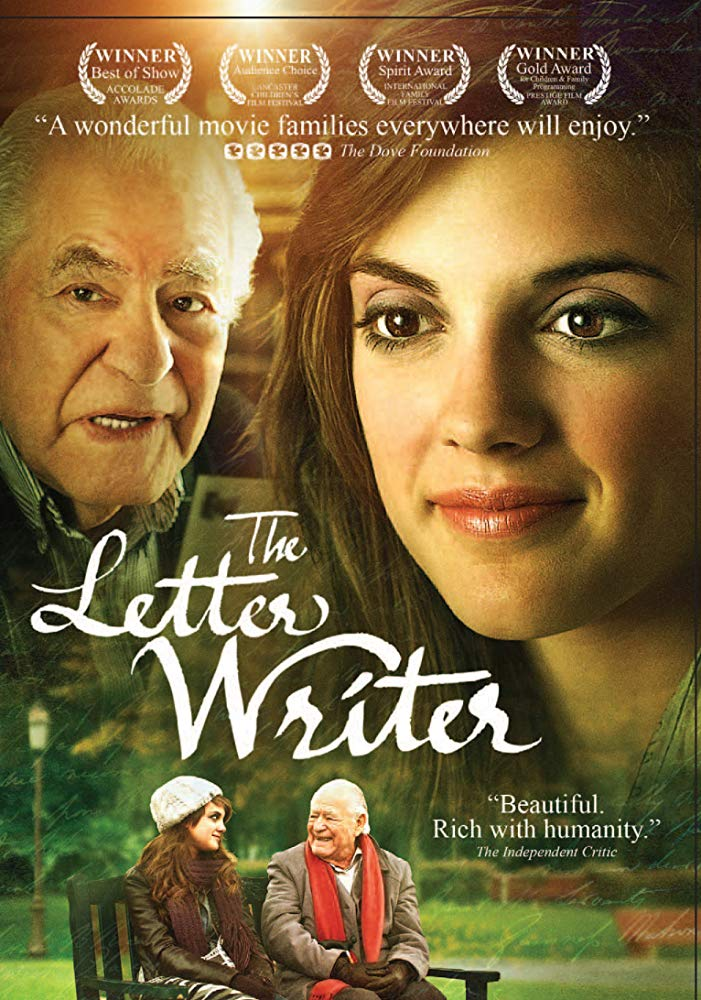 WINNER
Best of Show
ACCOLADE
AWARDS
WINNER
Audience Choice
LANCASTER
CHILDREN'S
FILM FESTIVAL
WINNER
Spirit Award
INTERNATIONAL
FAMILY
FILM FESTIVAL
WINNER
Gold Award
for Children & Family
Programming
PRESTIGE FILM
AWARD
“A wonderful movie families everywhere will enjoy.”
The Dove Foundation
The
Letter
Writer
“Beautiful.
Rich with humanity.”
The Independent Critic